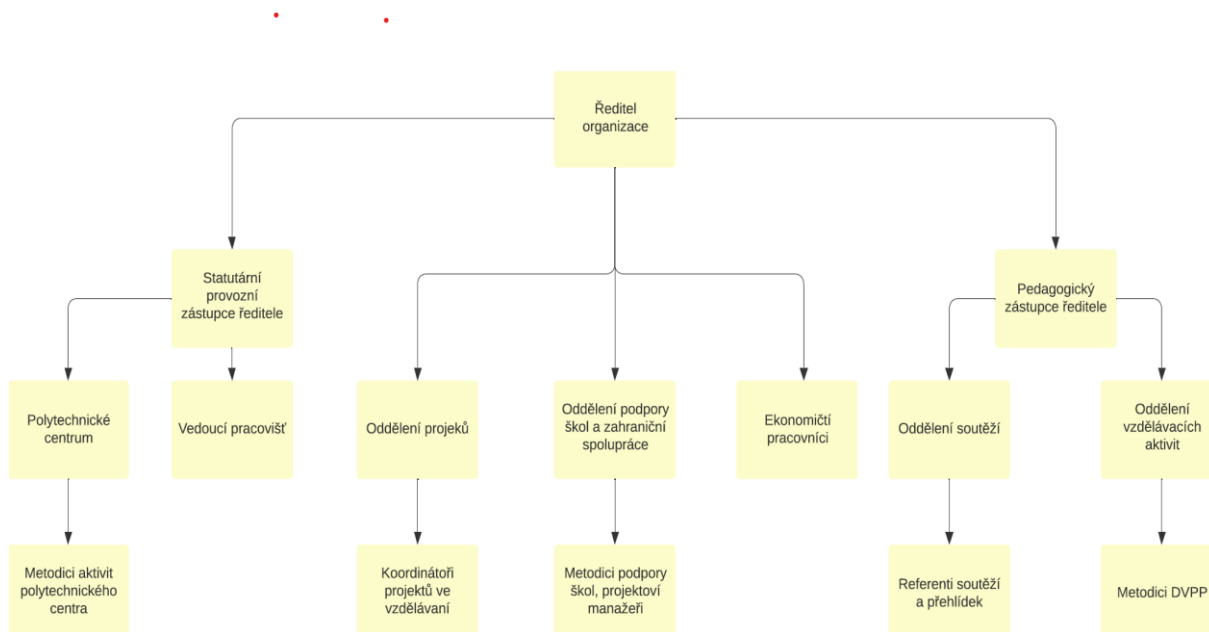 Ředitel
organizace
Statutární
provozní
zástupce ředitele
Pedagogický
zástupce ředitele
Polytechnické
centrum
Vedoucí pracovišť
Oddělení projeků
Oddělení podpory
škol a zahraniční
spolupráce
Ekonomičtí
pracovníci
Oddělení soutěží
Oddělení
vzdělávacích
aktivit
Metodici aktivit
polytechnického
centra
Koordinátoři
projektů ve
vzdělávaní
Metodici podpory
škol, projektoví
manažeři
Referenti soutěží
a přehlídek
Metodici DVPP